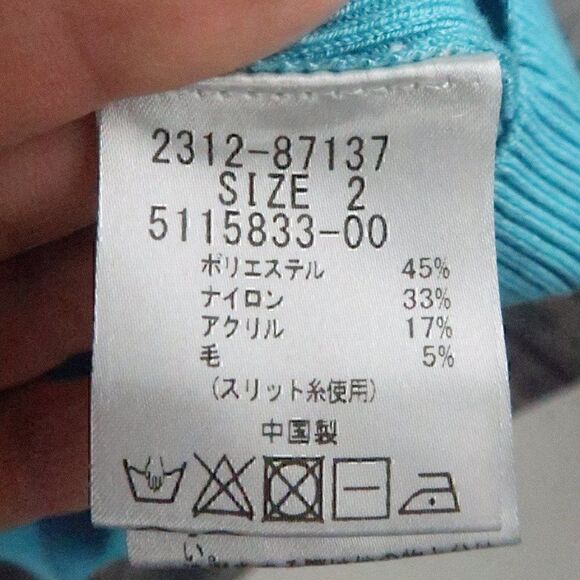 2312-87137
SIZE 2
5115833-00
ポリエステル 45%
ナイロン 33%
アクリル 17%
毛 5%
(スリット糸使用)
中国製
い。